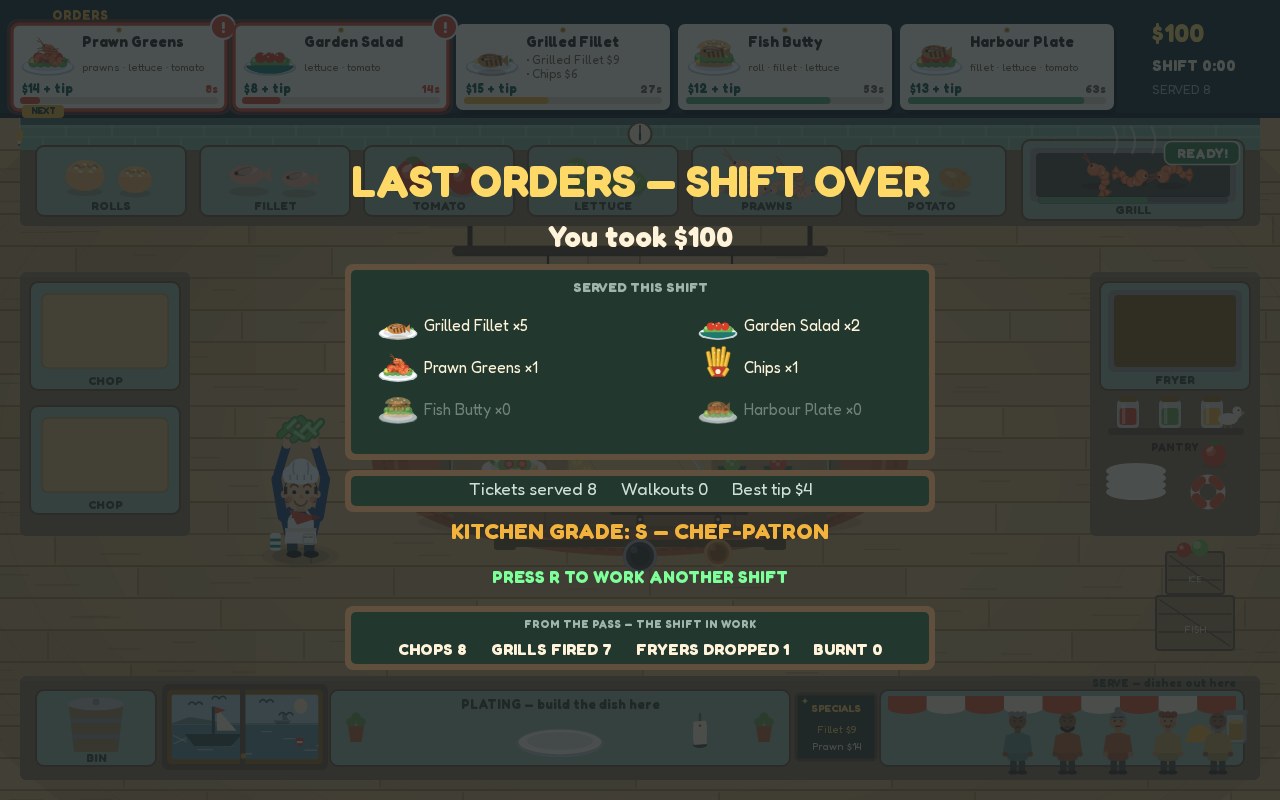 ORDERS
Prawn Greens
prawns · lettuce · tomato
$14 + tip
8s
NEXT
!
Garden Salad
lettuce · tomato
$8 + tip
14s
!
Grilled Fillet
· Grilled Fillet $9
· Chips $6
$15 + tip
27s
Fish Butty
roll · fillet · lettuce
$12 + tip
53s
Harbour Plate
fillet · lettuce · tomato
$13 + tip
63s
$100
SHIFT 0:00
SERVED 8
ROLLS
FILLET
TOMATO
LETTUCE
PRAWNS
POTATO
READY!
GRILL
LAST ORDERS — SHIFT OVER
You took $100
SERVED THIS SHIFT
Grilled Fillet ×5
Garden Salad ×2
Prawn Greens ×1
Chips ×1
Fish Butty ×0
Harbour Plate ×0
Tickets served 8 Walkouts 0 Best tip $4
KITCHEN GRADE: S — CHEF-PATRON
PRESS R TO WORK ANOTHER SHIFT
FROM THE PASS — THE SHIFT IN WORK
CHOPS 8 GRILLS FIRED 7 FRYERS DROPPED 1 BURNT 0
CHOP
CHOP
FRYER
PANTRY
ICE
FISH
BIN
PLATING — build the dish here
SPECIALS
Fillet $9
Prawn $14
SERVE — dishes out here